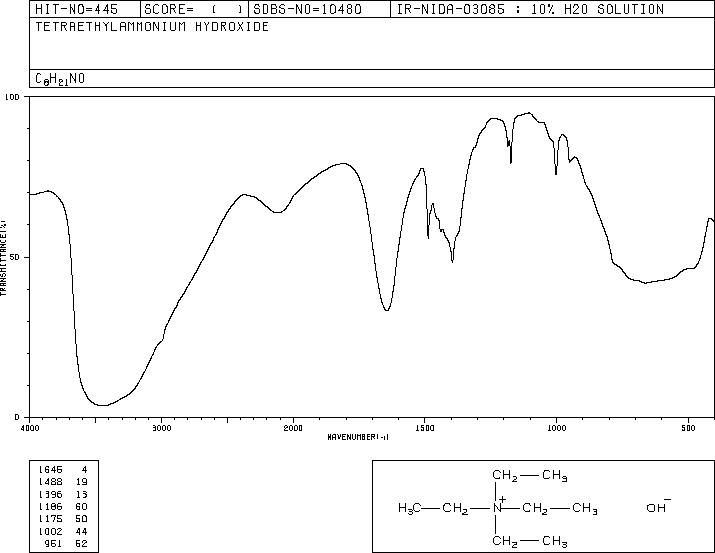 HIT-NO=445 SCORE= ( ) SDBS-NO=10480 IR-NIDA-03085 : 10% H2O SOLUTION
TETRAETHYLAMMONIUM HYDROXIDE
C8H21NO
100
50
0
TRANSMITTANCE(%)
4000 3000 2000 1500 1000 500
WAVENUMBER(-1)
1645 4
1488 19
1396 13
1186 60
1175 50
1002 44
951 62
CH2 CH3
H3C CH2 N+ CH2 CH3 OH−
CH2 CH3